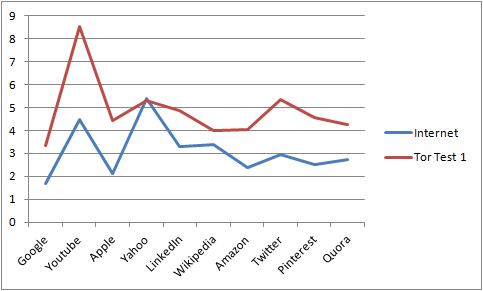 9
8
7
6
5
4
3
2
1
0
Google
Youtube
Apple
Yahoo
LinkedIn
Wikipedia
Amazon
Twitter
Pinterest
Quora
Internet
Tor Test 1